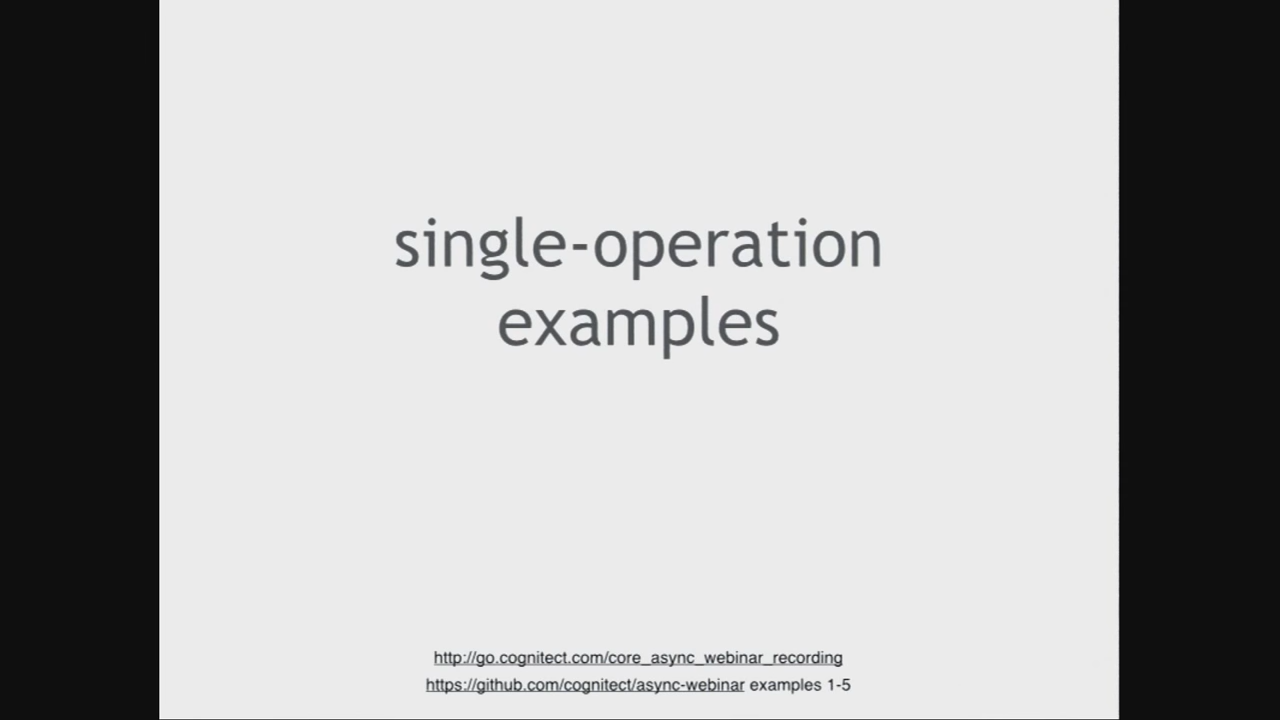 single-operation
examples
http://go.cognitect.com/core_async_webinar_recording
https://github.com/cognitect/async-webinar examples 1-5